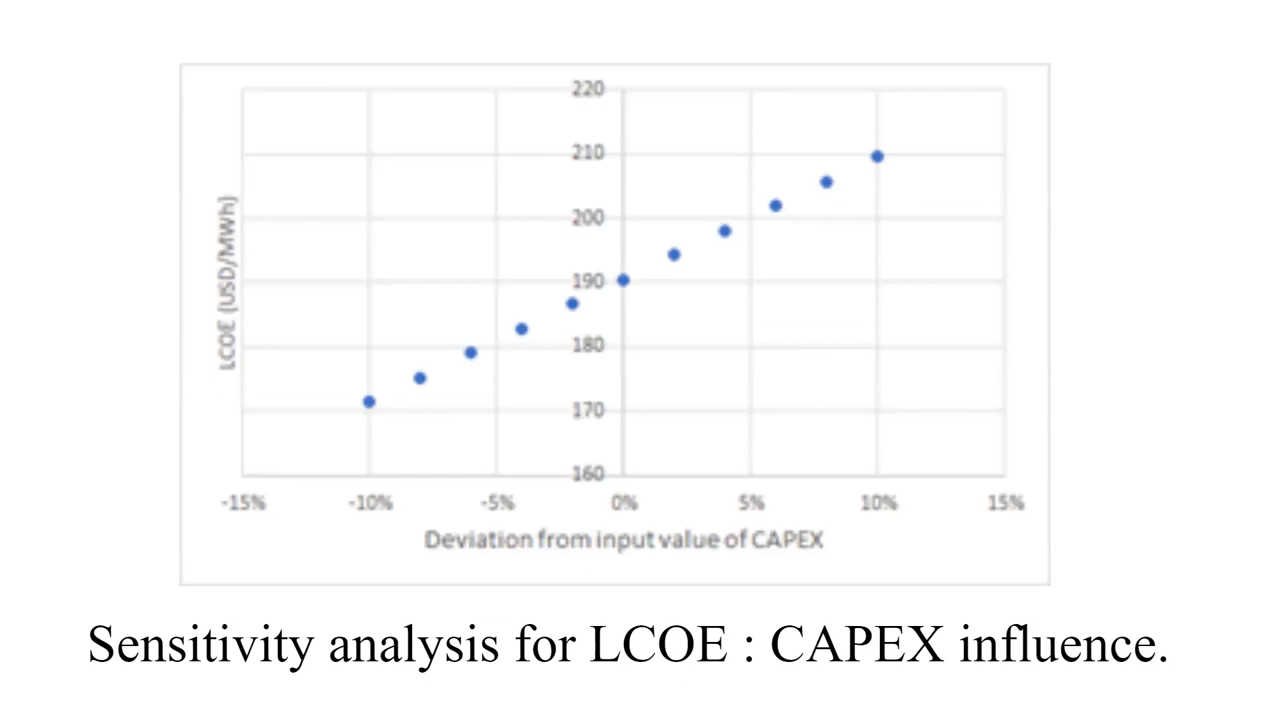 220
210
200
190
180
170
160
LCOE (USD/MWh)
-15% -10% -5% 0% 5% 10% 15%
Deviation from input value of CAPEX
Sensitivity analysis for LCOE : CAPEX influence.